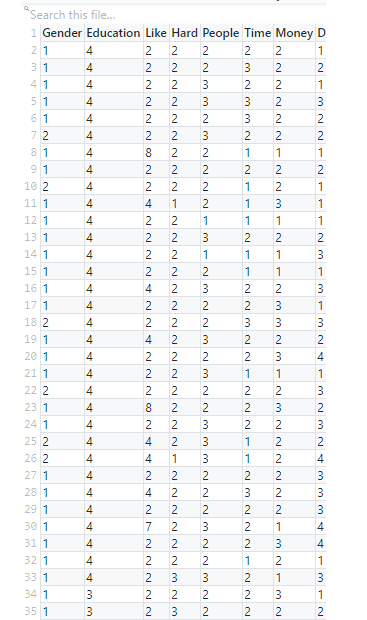 Search this file...
1 Gender Education Like Hard People Time Money D
2 1 4 2 2 2 2 2 1
3 1 4 2 2 2 3 2 2
4 1 4 2 2 3 2 2 1
5 1 4 2 2 3 3 2 3
6 1 4 2 2 2 3 2 2
7 2 4 2 2 3 2 2 2
8 1 4 8 2 2 1 1 1
9 1 4 2 2 2 2 2 2
10 2 4 2 2 2 1 2 1
11 1 4 4 1 2 1 3 1
12 1 4 2 2 1 1 1 1
13 1 4 2 2 3 2 2 2
14 1 4 2 2 1 1 1 3
15 1 4 2 2 2 1 1 1
16 1 4 4 2 3 2 2 3
17 1 4 2 2 2 2 3 1
18 2 4 2 2 2 3 3 3
19 1 4 4 2 3 2 2 2
20 1 4 2 2 2 2 3 4
21 1 4 2 2 3 1 1 1
22 2 4 2 2 2 2 2 3
23 1 4 8 2 2 2 3 2
24 1 4 2 2 3 2 2 3
25 2 4 4 2 3 1 2 2
26 2 4 4 1 3 1 2 4
27 1 4 2 2 2 2 2 3
28 1 4 4 2 2 3 2 3
29 1 4 2 2 2 2 2 3
30 1 4 7 2 3 2 1 4
31 1 4 2 2 2 2 3 4
32 1 4 2 2 2 1 2 1
33 1 4 2 3 3 2 1 3
34 1 3 2 2 2 2 3 1
35 1 3 2 3 2 2 2 2